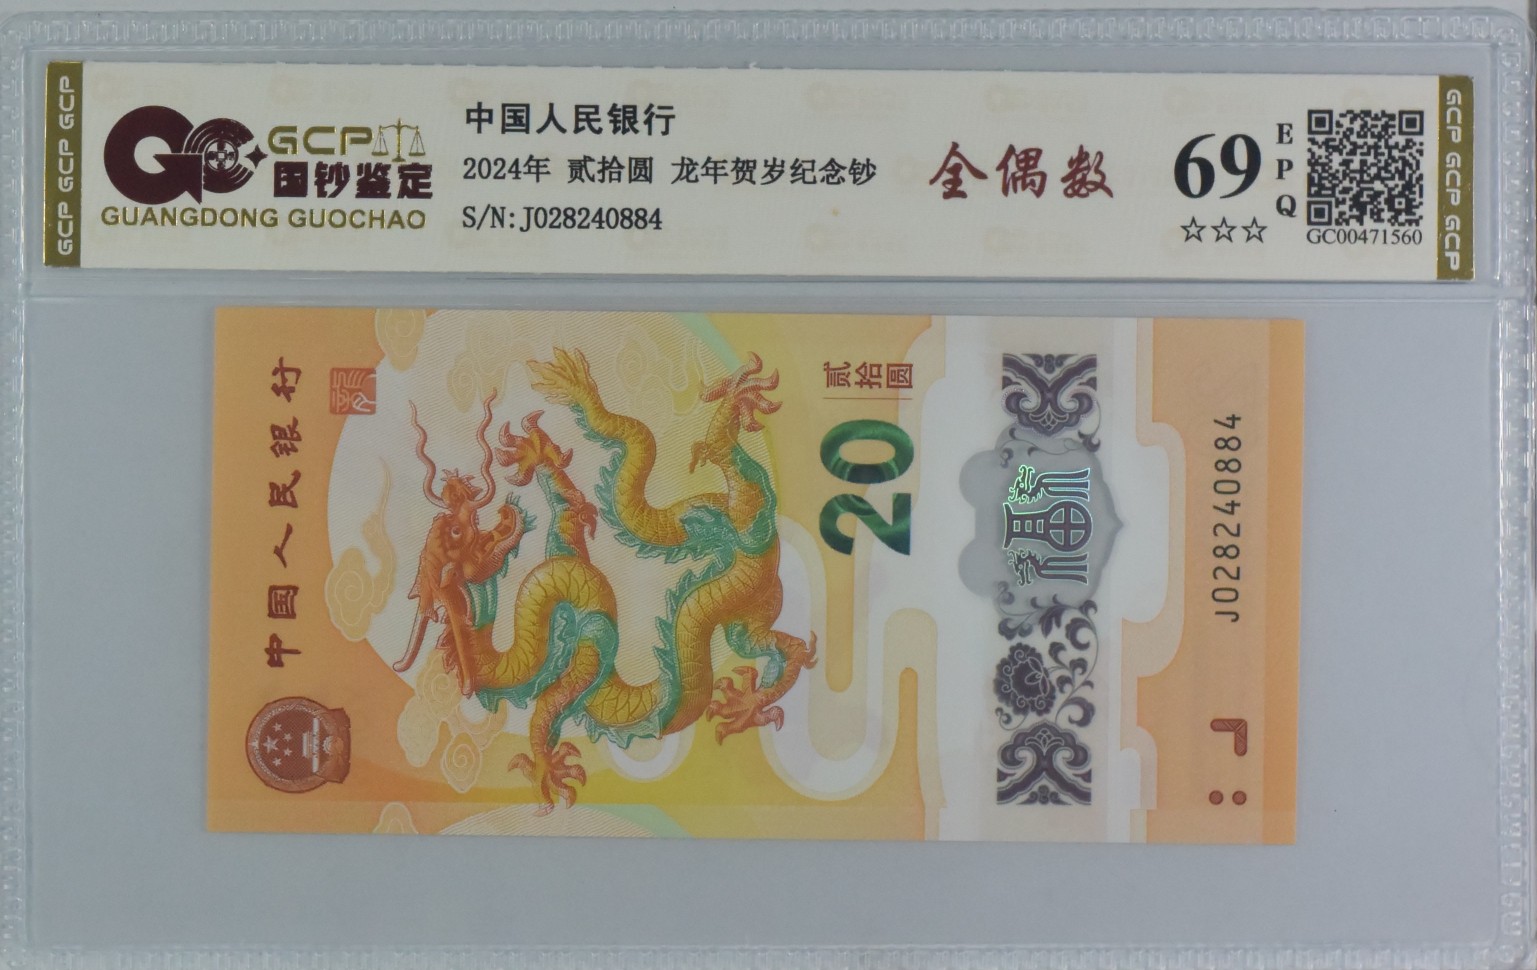 GCP GCP GCP
GCP
国钞鉴定
GUANGDONG GUOCHAO
中国人民银行
2024年 贰拾圆 龙年贺岁纪念钞
S/N:J028240884
全偶数
69
EPQ
☆☆☆
GC00471560
GCP GCP GCP
中国人民银行
贰拾圆
20
福
J028240884